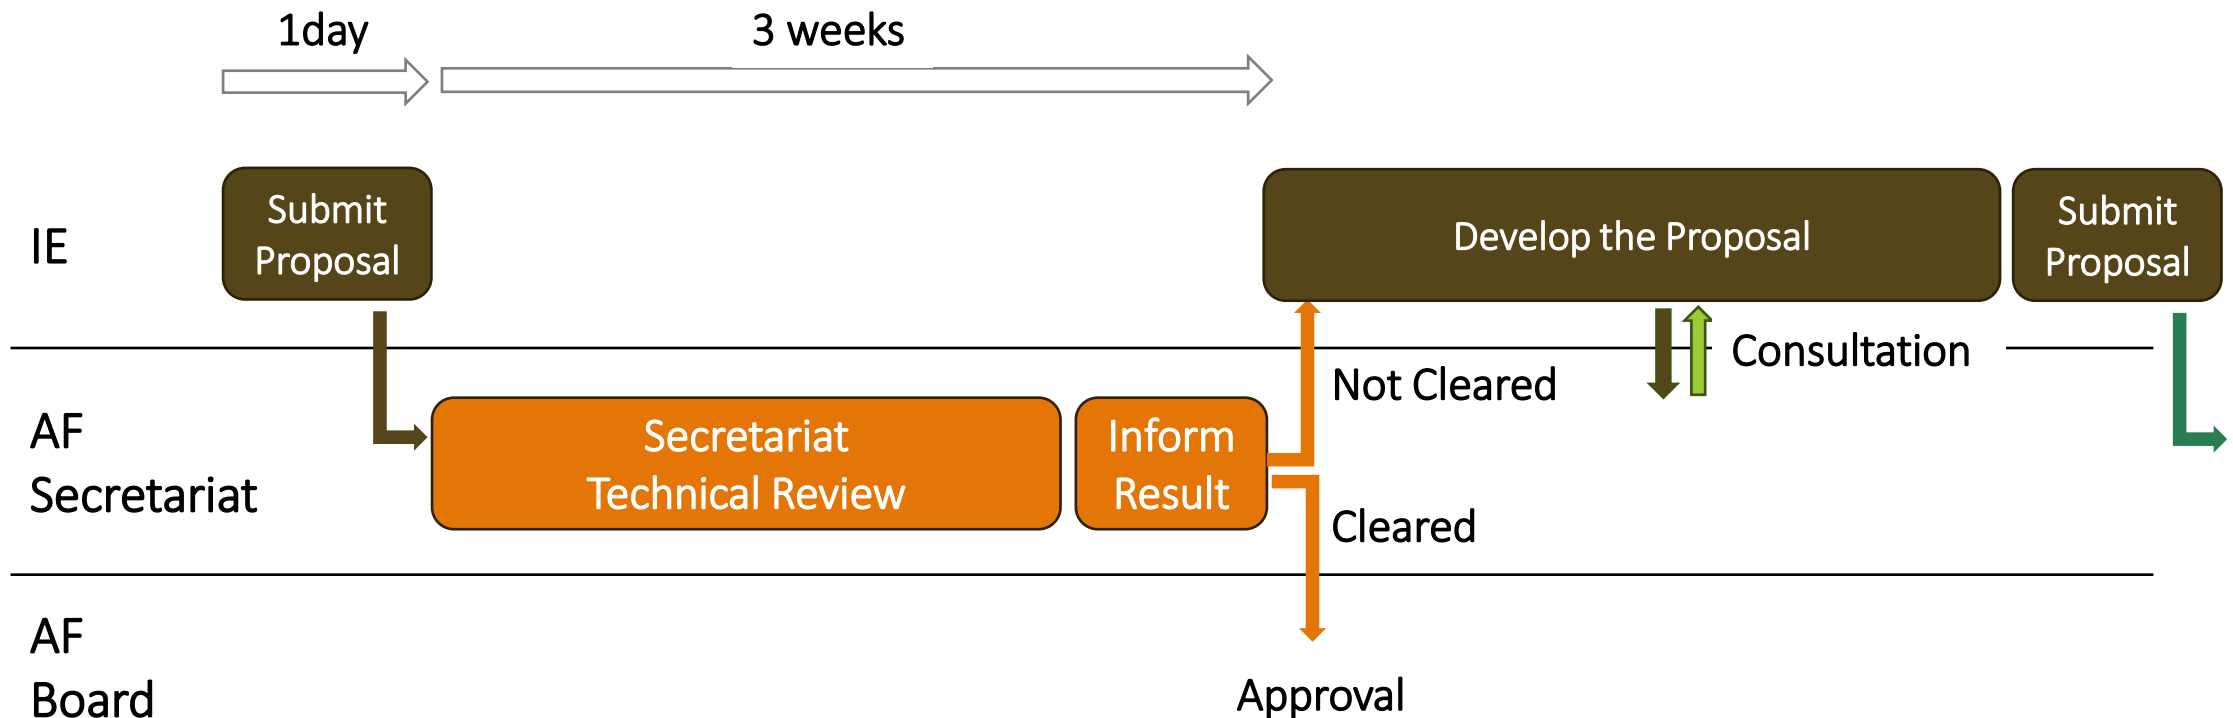 1day
3 weeks
IE
Submit
Proposal
Develop the Proposal
Submit
Proposal
Consultation
Not Cleared
AF
Secretariat
Secretariat
Technical Review
Inform
Result
Cleared
AF
Board
Approval